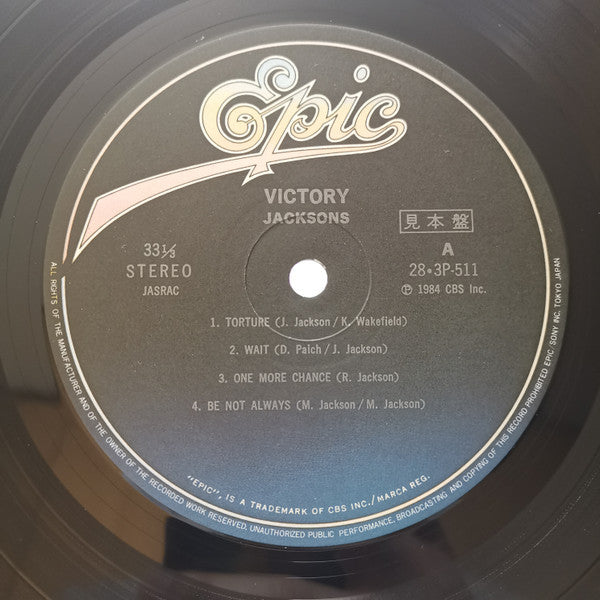 Epic
VICTORY
JACKSONS
33⅓
STEREO
JASRAC
見本盤
A
28・3P-511
Ⓟ 1984 CBS Inc.
1. TORTURE (J. Jackson/K. Wakefield)
2. WAIT (D. Paich/J. Jackson)
3. ONE MORE CHANCE (R. Jackson)
4. BE NOT ALWAYS (M. Jackson/M. Jackson)
"EPIC", IS A TRADEMARK OF CBS INC./MARCA REG.
ALL RIGHTS OF THE MANUFACTURER AND OF THE OWNER OF THE RECORDED WORK RESERVED, UNAUTHORIZED PUBLIC PERFORMANCE, BROADCASTING AND COPYING OF THIS RECORD PROHIBITED EPIC/SONY INC. TOKYO JAPAN